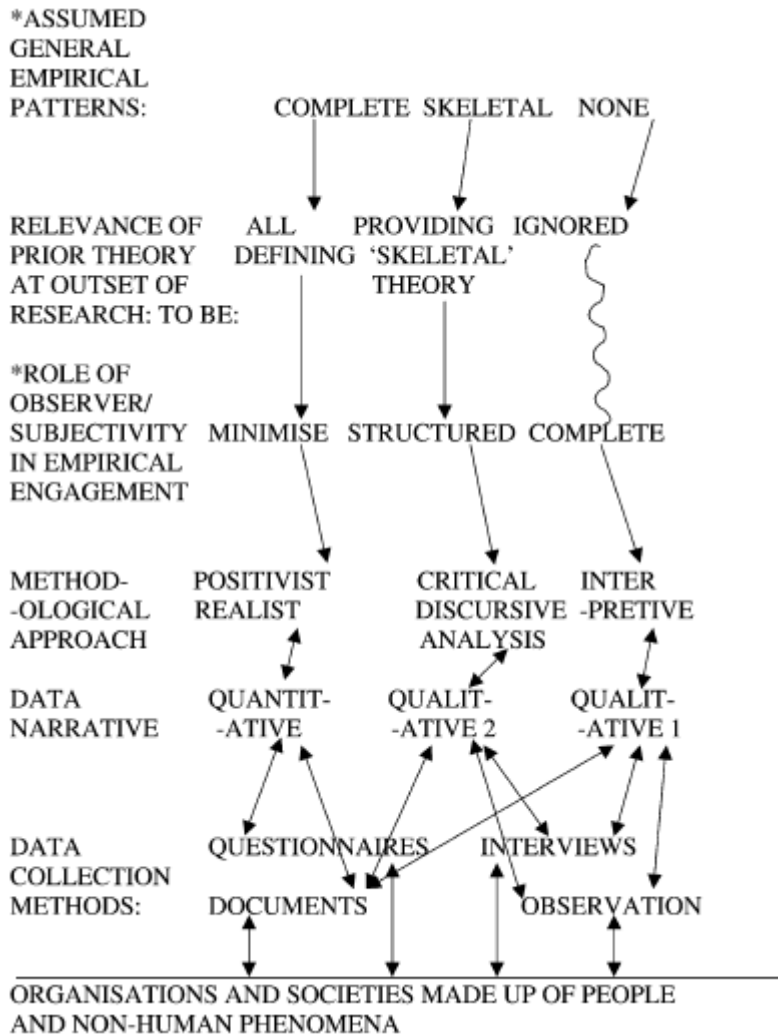 *ASSUMED
GENERAL
EMPIRICAL
PATTERNS: COMPLETE SKELETAL NONE
RELEVANCE OF ALL PROVIDING IGNORED
PRIOR THEORY DEFINING ‘SKELETAL’
AT OUTSET OF THEORY
RESEARCH: TO BE:
*ROLE OF
OBSERVER/
SUBJECTIVITY MINIMISE STRUCTURED COMPLETE
IN EMPIRICAL
ENGAGEMENT
METHOD- POSITIVIST CRITICAL INTER
-OLOGICAL REALIST DISCURSIVE -PRETIVE
APPROACH ANALYSIS
DATA QUANTIT- QUALIT- QUALIT-
NARRATIVE -ATIVE -ATIVE 2 -ATIVE 1
DATA QUESTIONNAIRES INTERVIEWS
COLLECTION
METHODS: DOCUMENTS OBSERVATION
ORGANISATIONS AND SOCIETIES MADE UP OF PEOPLE
AND NON-HUMAN PHENOMENA